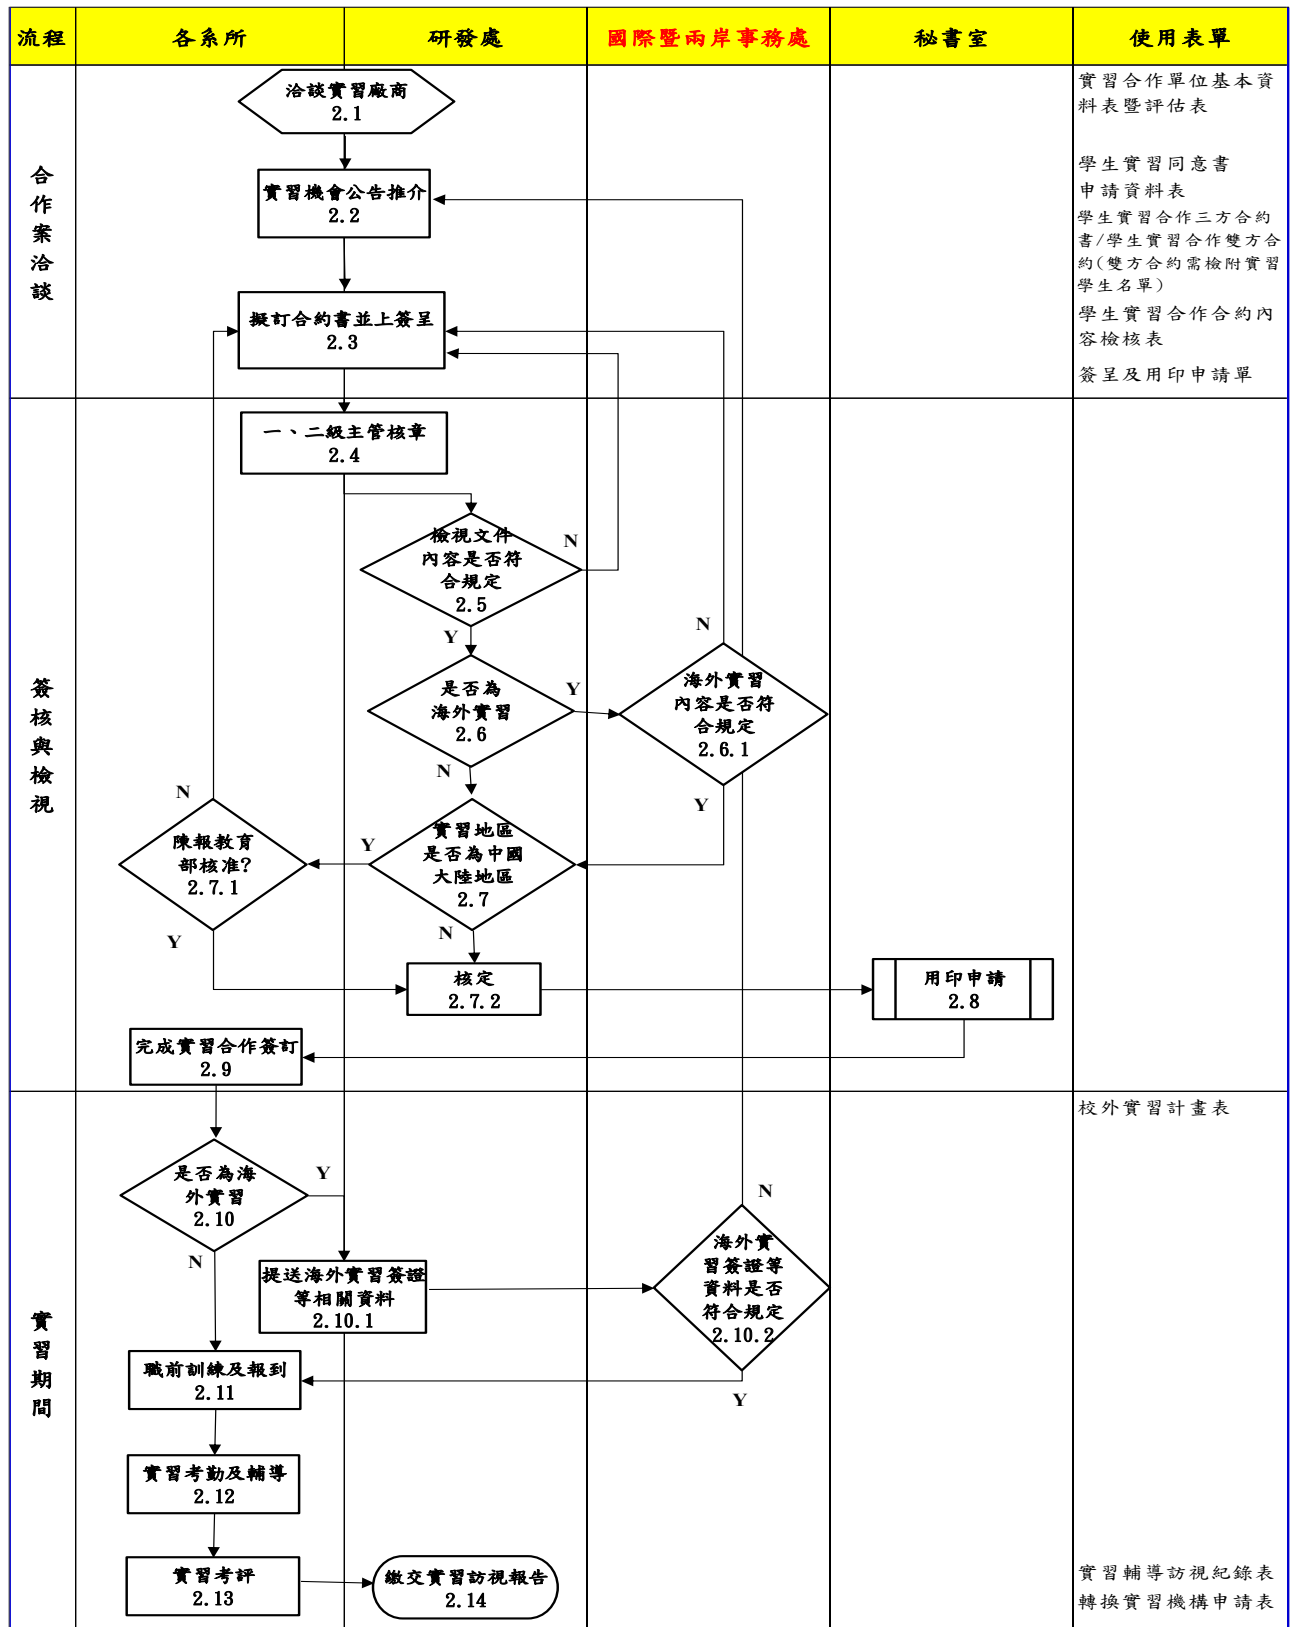 流程
各系所
研發處
國際暨兩岸事務處
秘書室
使用表單
合作案洽談
洽談實習廠商
2.1
實習機會公告推介
2.2
擬訂合約書並上簽呈
2.3
實習合作單位基本資
料表暨評估表
學生實習同意書
申請資料表
學生實習合作三方合約
書/學生實習合作雙方合
約(雙方合約需檢附實習
學生名單)
學生實習合作合約內
容檢核表
簽呈及用印申請單
簽核與檢視
一、二級主管核章
2.4
檢視文件
內容是否符
合規定
2.5
N
Y
是否為
海外實習
2.6
Y
N
海外實習
內容是否符
合規定
2.6.1
N
Y
實習地區
是否為中國
大陸地區
2.7
Y
N
陳報教育
部核准?
2.7.1
N
Y
核定
2.7.2
用印申請
2.8
完成實習合作簽訂
2.9
實習期間
校外實習計畫表
是否為海
外實習
2.10
Y
N
提送海外實習簽證
等相關資料
2.10.1
海外實
習簽證等
資料是否
符合規定
2.10.2
N
Y
職前訓練及報到
2.11
實習考勤及輔導
2.12
實習考評
2.13
繳交實習訪視報告
2.14
實習輔導訪視紀錄表
轉換實習機構申請表